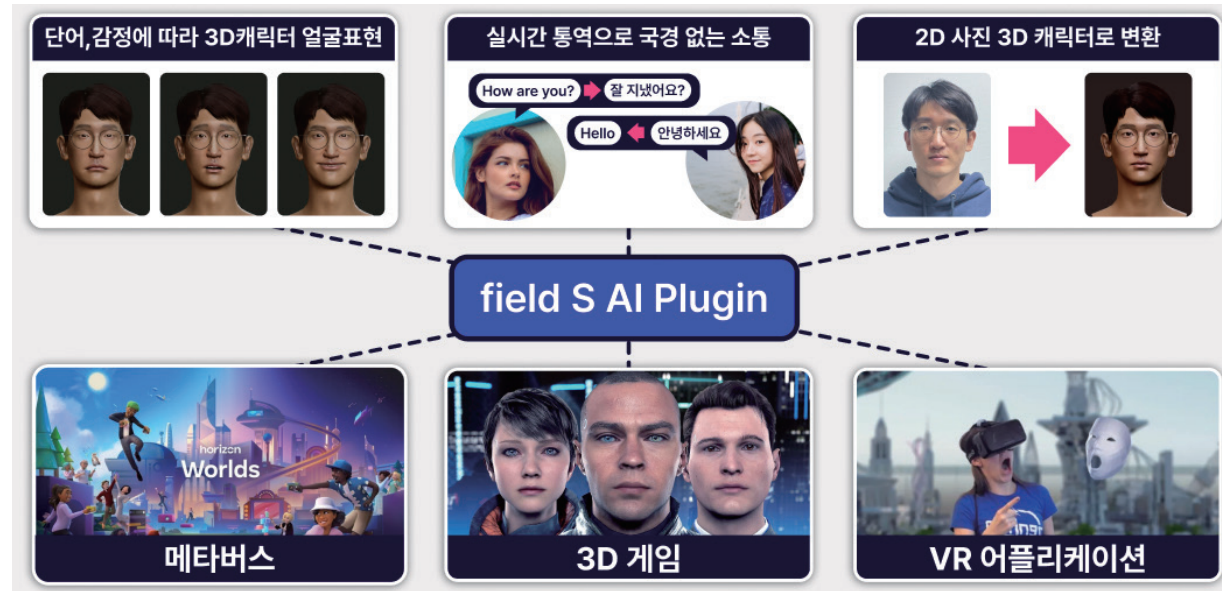 단어,감정에 따라 3D캐릭터 얼굴표현
실시간 통역으로 국경 없는 소통
2D 사진 3D 캐릭터로 변환
How are you? 잘 지냈어요?
Hello 안녕하세요
field S AI Plugin
horizon
Worlds
메타버스
3D 게임
VR 어플리케이션